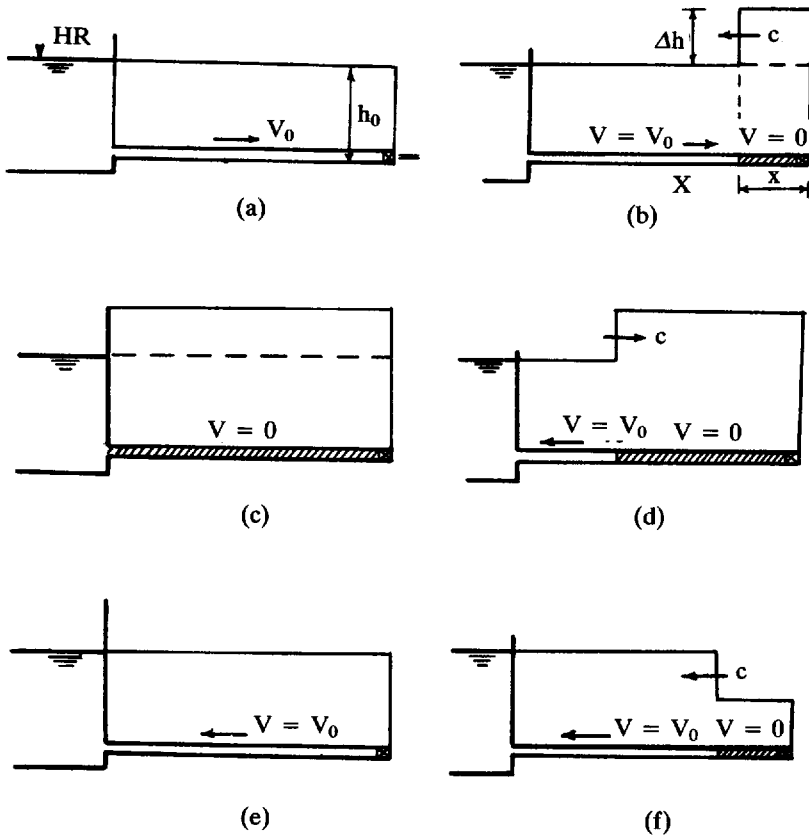 HR
V₀
h₀
(a)
Δh
c
V = V₀
V = 0
X
x
(b)
V = 0
(c)
c
V = V₀
V = 0
(d)
V = V₀
(e)
c
V = V₀ V = 0
(f)